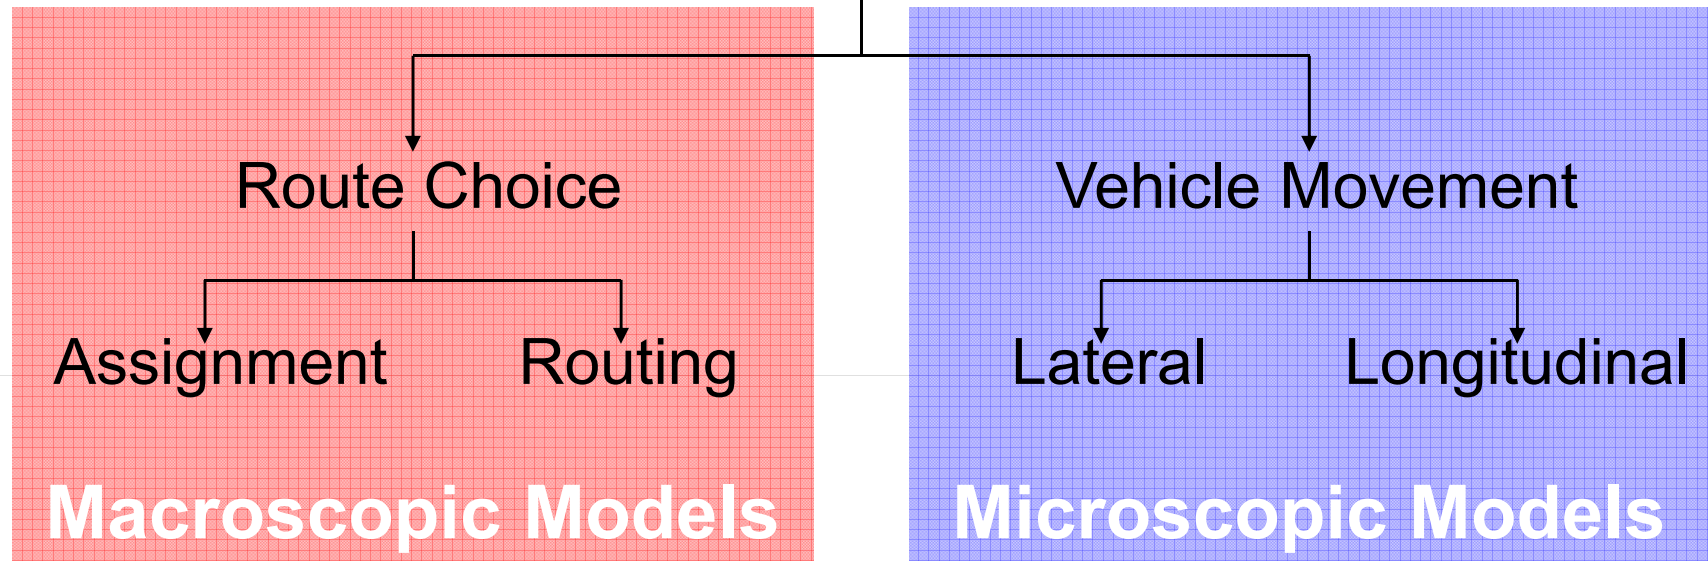 Route Choice
Vehicle Movement
Assignment
Routing
Lateral
Longitudinal
Macroscopic Models
Microscopic Models